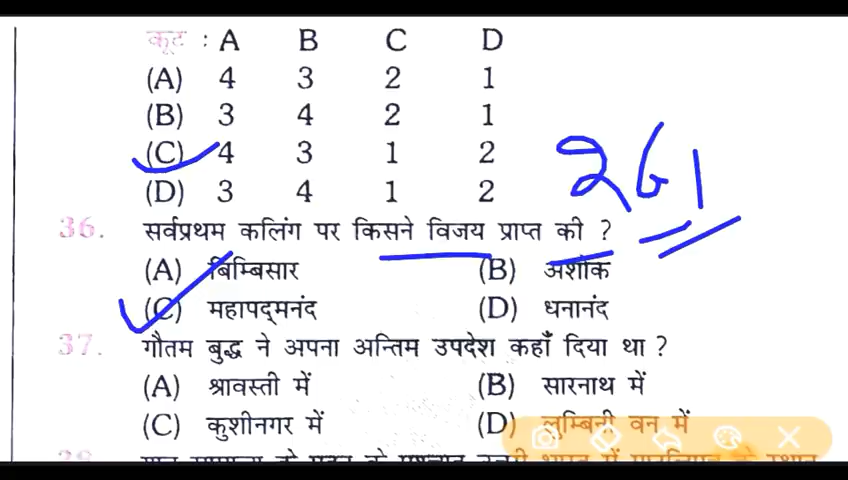 कूट : A B C D
(A) 4 3 2 1
(B) 3 4 2 1
(C) 4 3 1 2
(D) 3 4 1 2
261
36. सर्वप्रथम कलिंग पर किसने विजय प्राप्त की ?
(A) बिम्बिसार (B) अशोक
(C) महापद्मनंद (D) धनानंद
37. गौतम बुद्ध ने अपना अन्तिम उपदेश कहाँ दिया था ?
(A) श्रावस्ती में (B) सारनाथ में
(C) कुशीनगर में (D) लुम्बिनी वन में